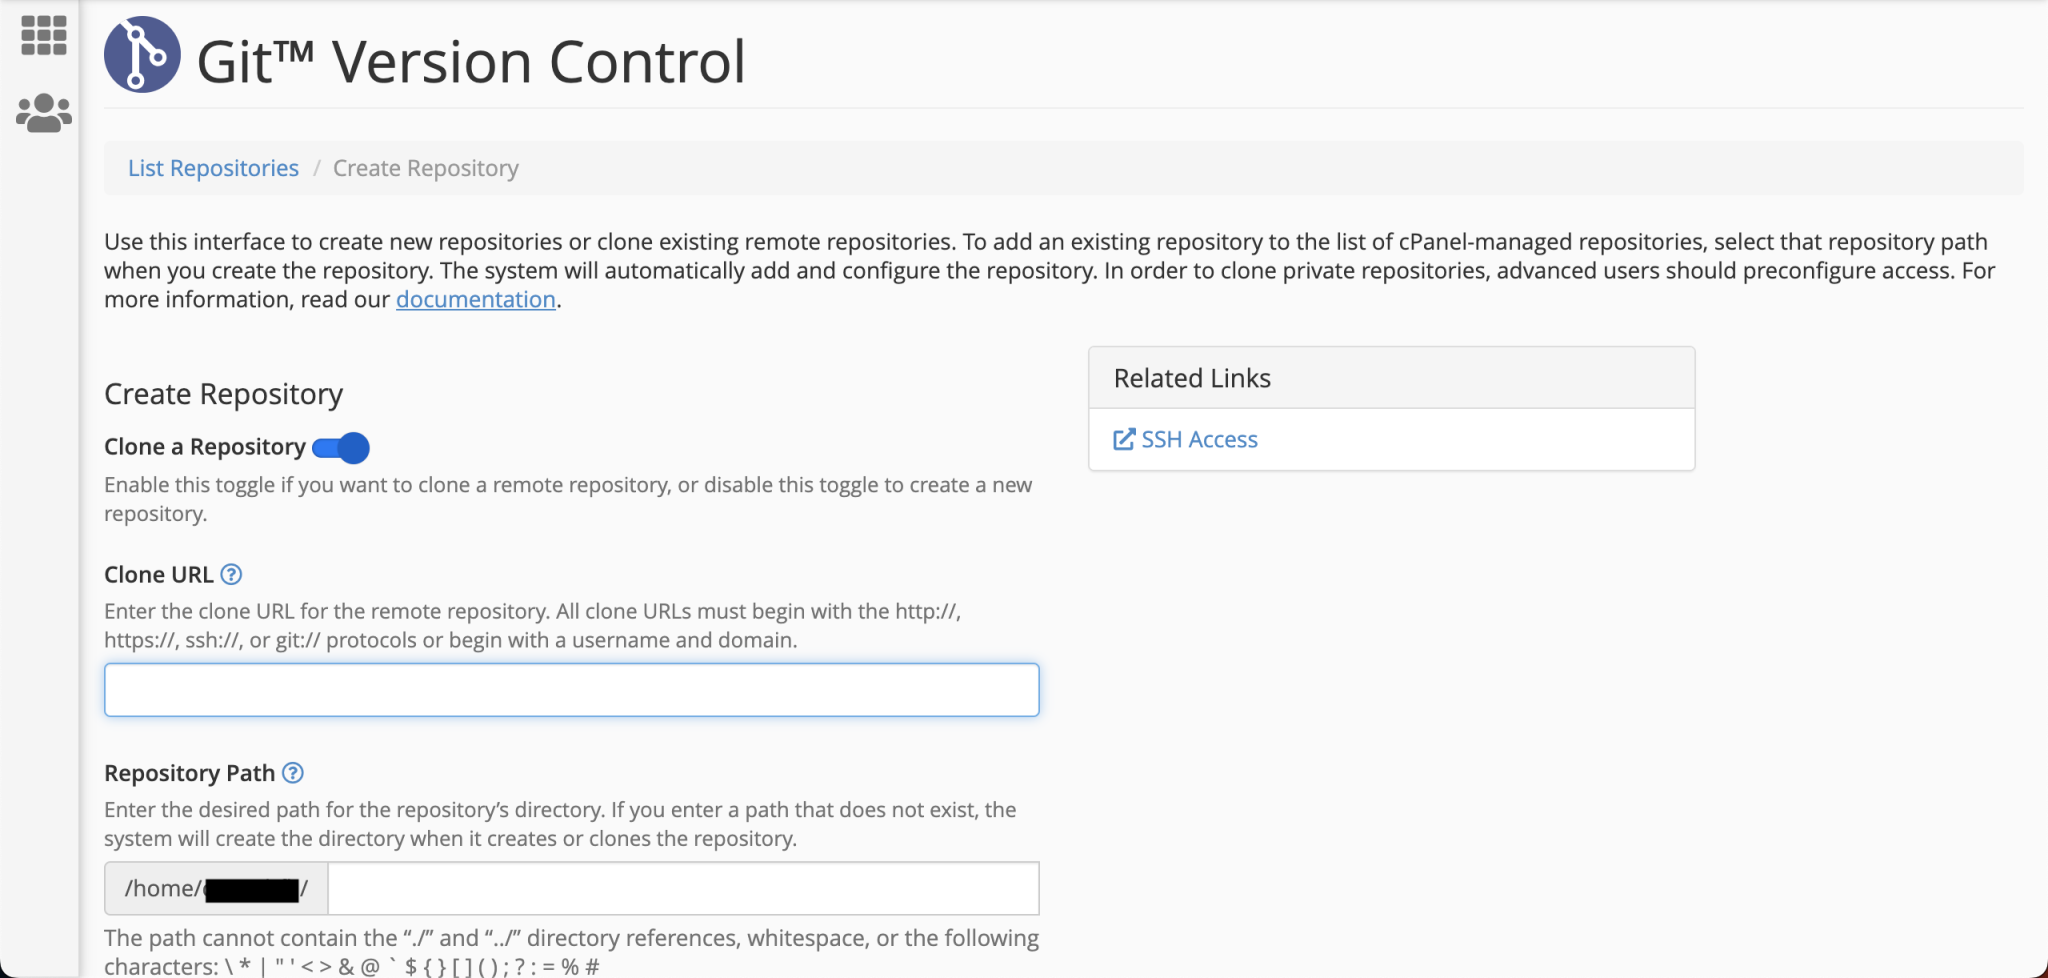 Git™ Version Control
List Repositories / Create Repository
Use this interface to create new repositories or clone existing remote repositories. To add an existing repository to the list of cPanel-managed repositories, select that repository path
when you create the repository. The system will automatically add and configure the repository. In order to clone private repositories, advanced users should preconfigure access. For
more information, read our documentation.
Create Repository
Clone a Repository
Enable this toggle if you want to clone a remote repository, or disable this toggle to create a new
repository.
Clone URL
Enter the clone URL for the remote repository. All clone URLs must begin with the http://,
https://, ssh://, or git:// protocols or begin with a username and domain.
Repository Path
Enter the desired path for the repository’s directory. If you enter a path that does not exist, the
system will create the directory when it creates or clones the repository.
/home/ /
The path cannot contain the “./” and “../” directory references, whitespace, or the following
characters: \ * | " ' < > & @ ` $ { } [ ] ( ) ; ? : = % #
Related Links
SSH Access